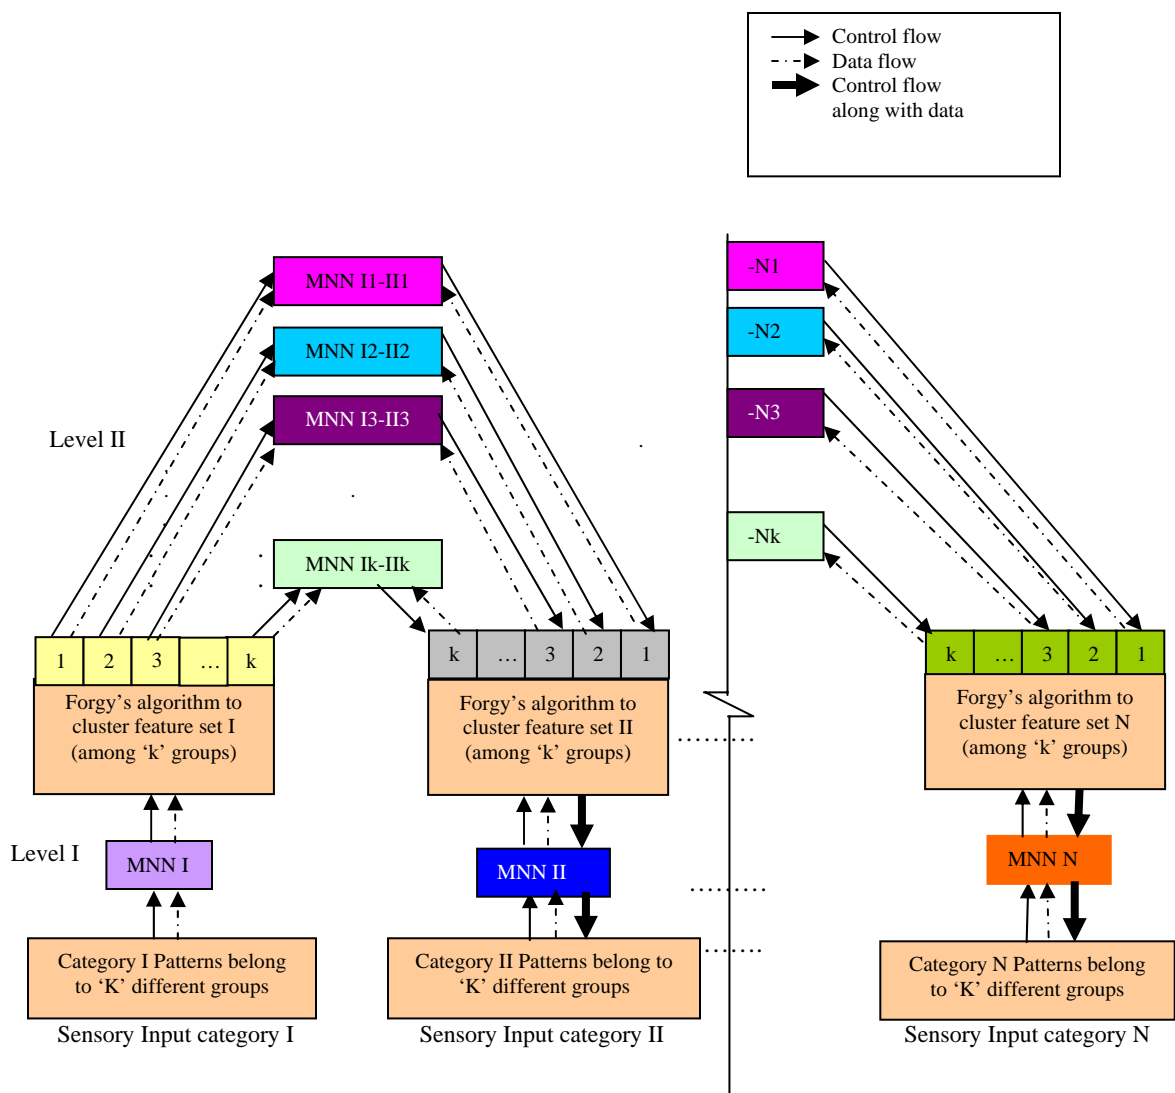 Control flow
Data flow
Control flow
along with data
MNN I1-II1
-N1
MNN I2-II2
-N2
MNN I3-II3
-N3
Level II
MNN Ik-IIk
-Nk
1 2 3 ... k
k ... 3 2 1
k ... 3 2 1
Forgy’s algorithm to
cluster feature set I
(among ‘k’ groups)
Forgy’s algorithm to
cluster feature set II
(among ‘k’ groups)
Forgy’s algorithm to
cluster feature set N
(among ‘k’ groups)
Level I
MNN I
MNN II
MNN N
Category I Patterns belong
to ‘K’ different groups
Category II Patterns belong to
‘K’ different groups
Category N Patterns belong
to ‘K’ different groups
Sensory Input category I
Sensory Input category II
Sensory Input category N